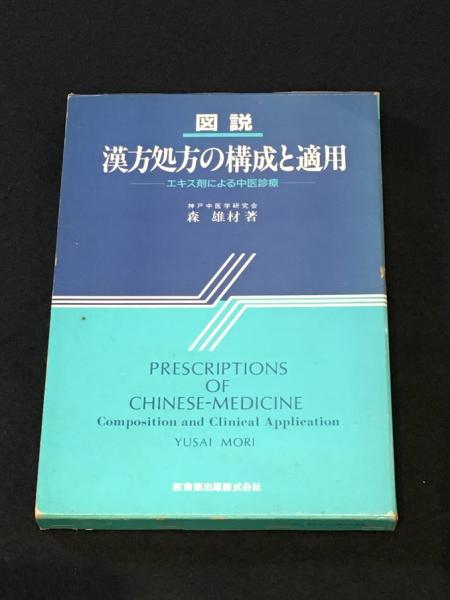 図説
漢方処方の構成と適用
エキス剤による中医診療
神戸中医学研究会
森 雄材 著
PRESCRIPTIONS
OF
CHINESE-MEDICINE
Composition and Clinical Application
YUSAI MORI
医歯薬出版株式会社